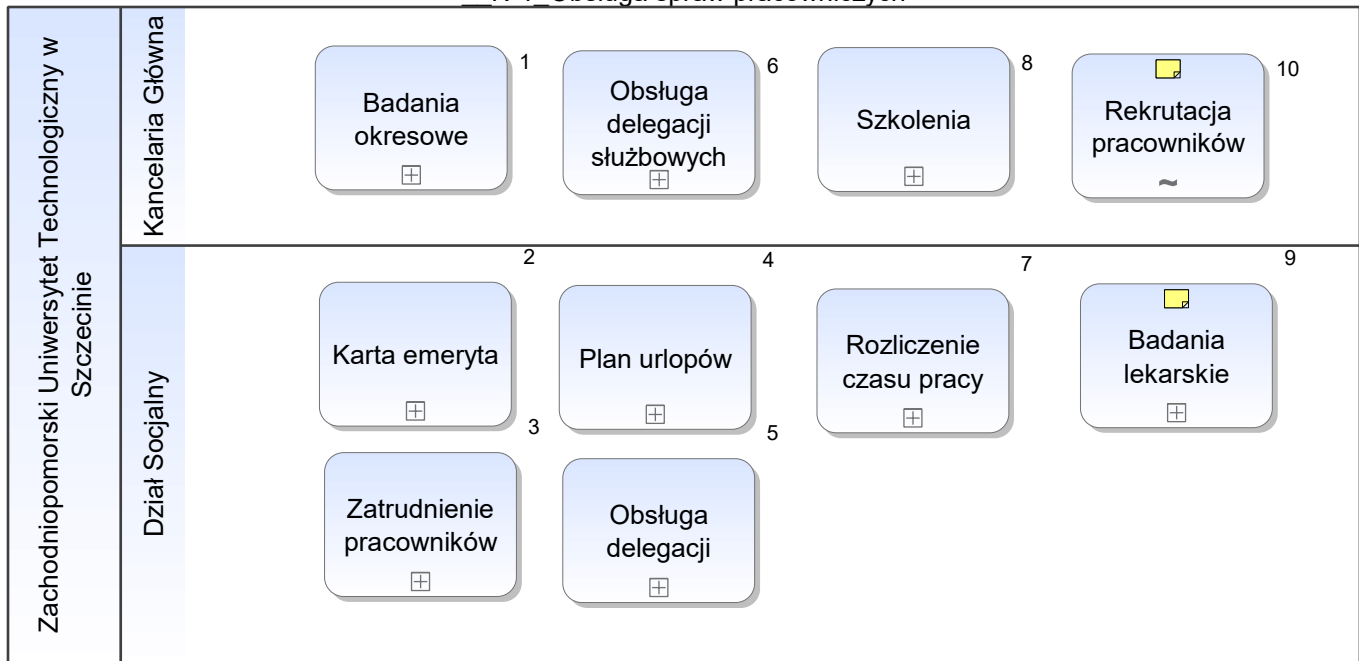 Zachodniopomorski Uniwersytet Technologiczny w
Szczecinie
Kancelaria Główna
Badania
okresowe
1
Obsługa
delegacji
służbowych
6
Szkolenia
8
Rekrutacja
pracowników
~
10
Dział Socjalny
2
Karta emeryta
4
Plan urlopów
7
Rozliczenie
czasu pracy
9
Badania
lekarskie
3
Zatrudnienie
pracowników
5
Obsługa
delegacji